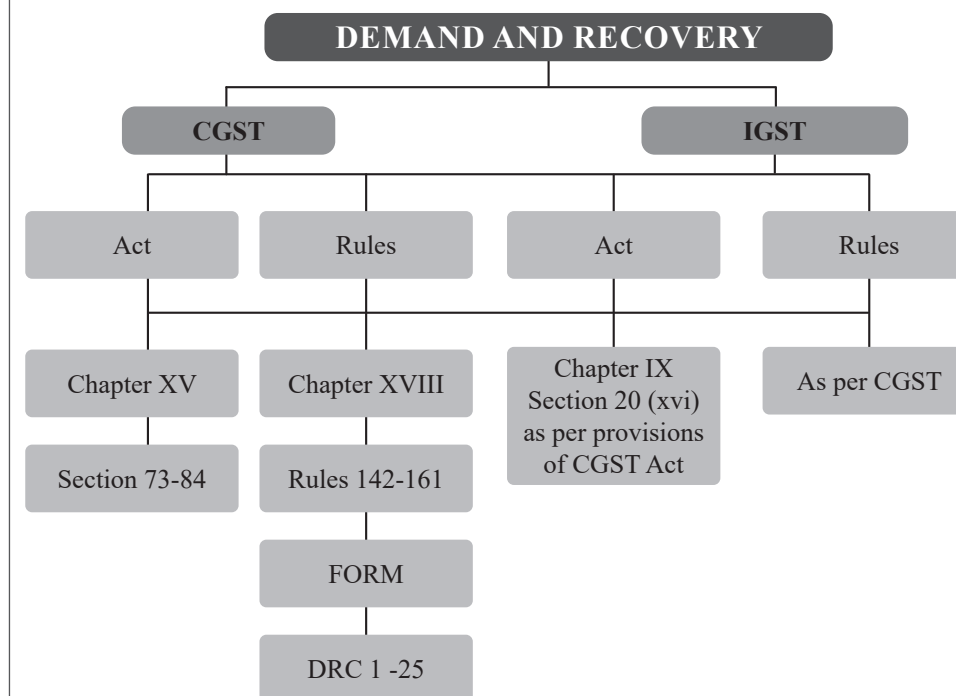 DEMAND AND RECOVERY
CGST
IGST
Act
Rules
Act
Rules
Chapter XV
Chapter XVIII
Chapter IX
Section 20 (xvi)
as per provisions
of CGST Act
As per CGST
Section 73-84
Rules 142-161
FORM
DRC 1 -25